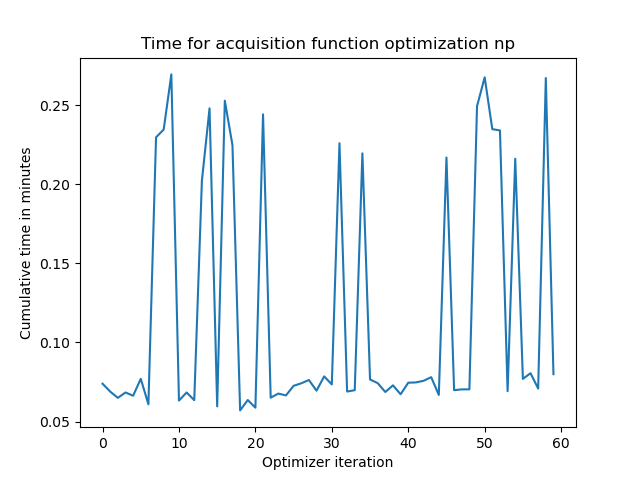 Time for acquisition function optimization np
Cumulative time in minutes
0.25
0.20
0.15
0.10
0.05
0 10 20 30 40 50 60
Optimizer iteration